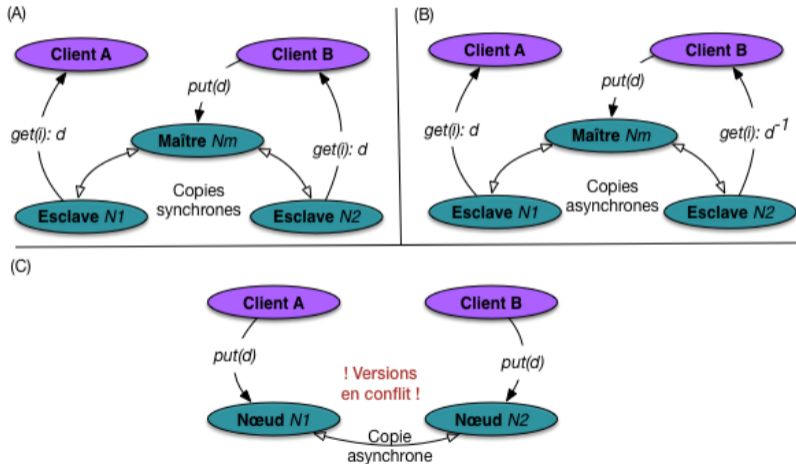 (A)
Client A
Client B
put(d)
get(i): d
Maître Nm
get(i): d
Copies
synchrones
Esclave N1
Esclave N2
(B)
Client A
Client B
put(d)
get(i): d
Maître Nm
get(i): d-1
Copies
asynchrones
Esclave N1
Esclave N2
(C)
Client A
Client B
put(d)
put(d)
! Versions
en conflit !
Nœud N1
Nœud N2
Copie
asynchrone